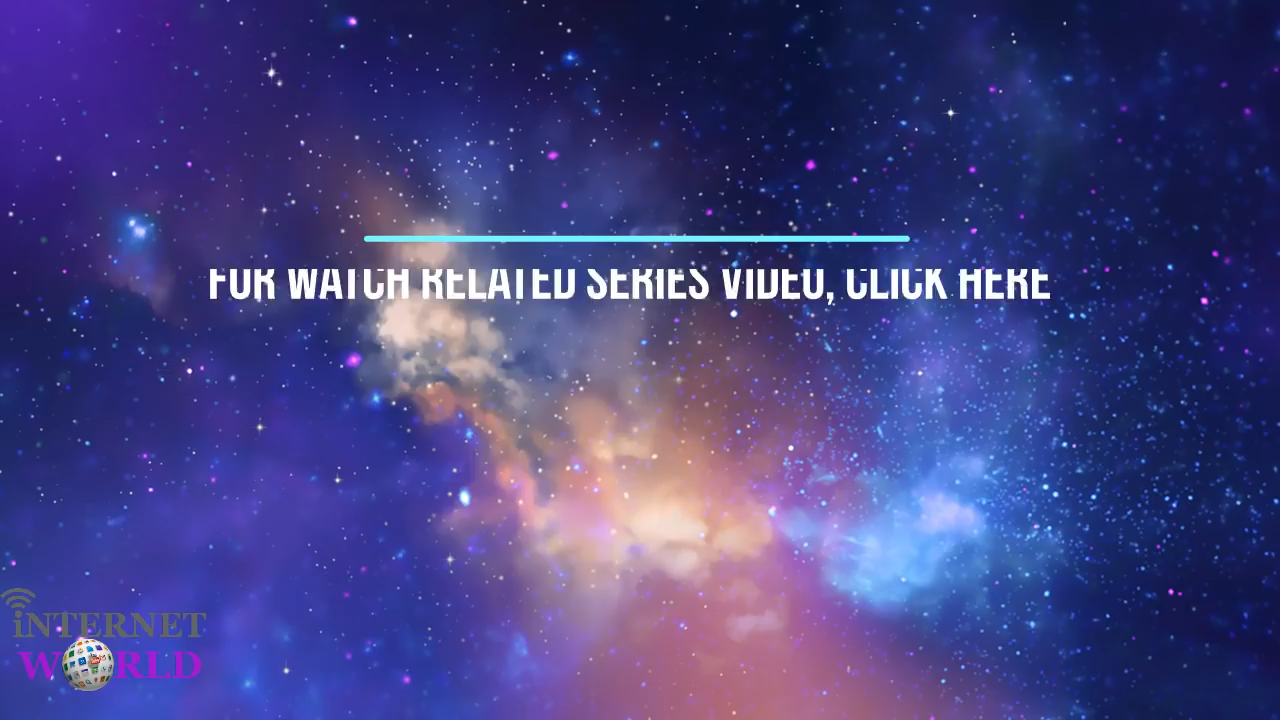 FOR WATCH RELATED SERIES VIDEO, CLICK HERE
iNTERNET
WORLD